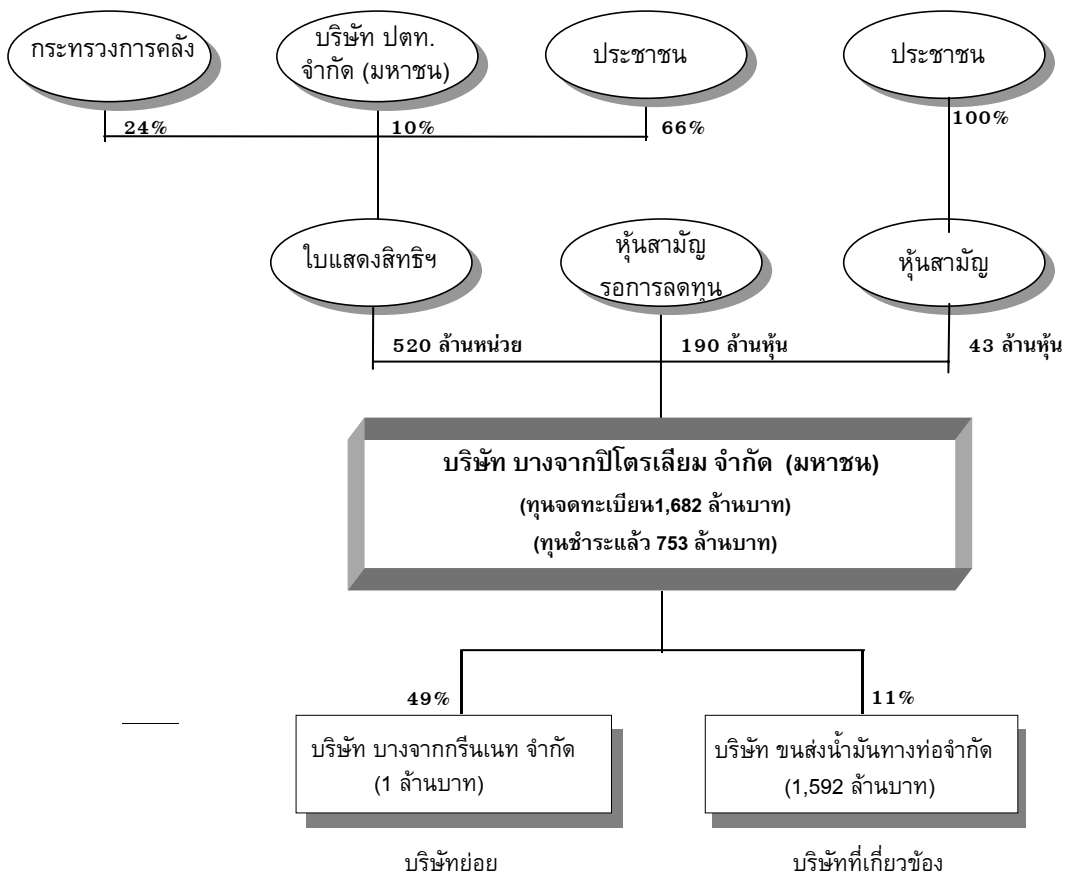 กระทรวงการคลัง
บริษัท ปตท.
จำกัด (มหาชน)
ประชาชน
ประชาชน
24%
10%
66%
100%
ใบแสดงสิทธิฯ
หุ้นสามัญ
รอการลดทุน
หุ้นสามัญ
520 ล้านหน่วย
190 ล้านหุ้น
43 ล้านหุ้น
บริษัท บางจากปิโตรเลียม จำกัด (มหาชน)
(ทุนจดทะเบียน1,682 ล้านบาท)
(ทุนชำระแล้ว 753 ล้านบาท)
49%
11%
บริษัท บางจากกรีนเนท จำกัด
(1 ล้านบาท)
บริษัท ขนส่งน้ำมันทางท่อจำกัด
(1,592 ล้านบาท)
บริษัทย่อย
บริษัทที่เกี่ยวข้อง